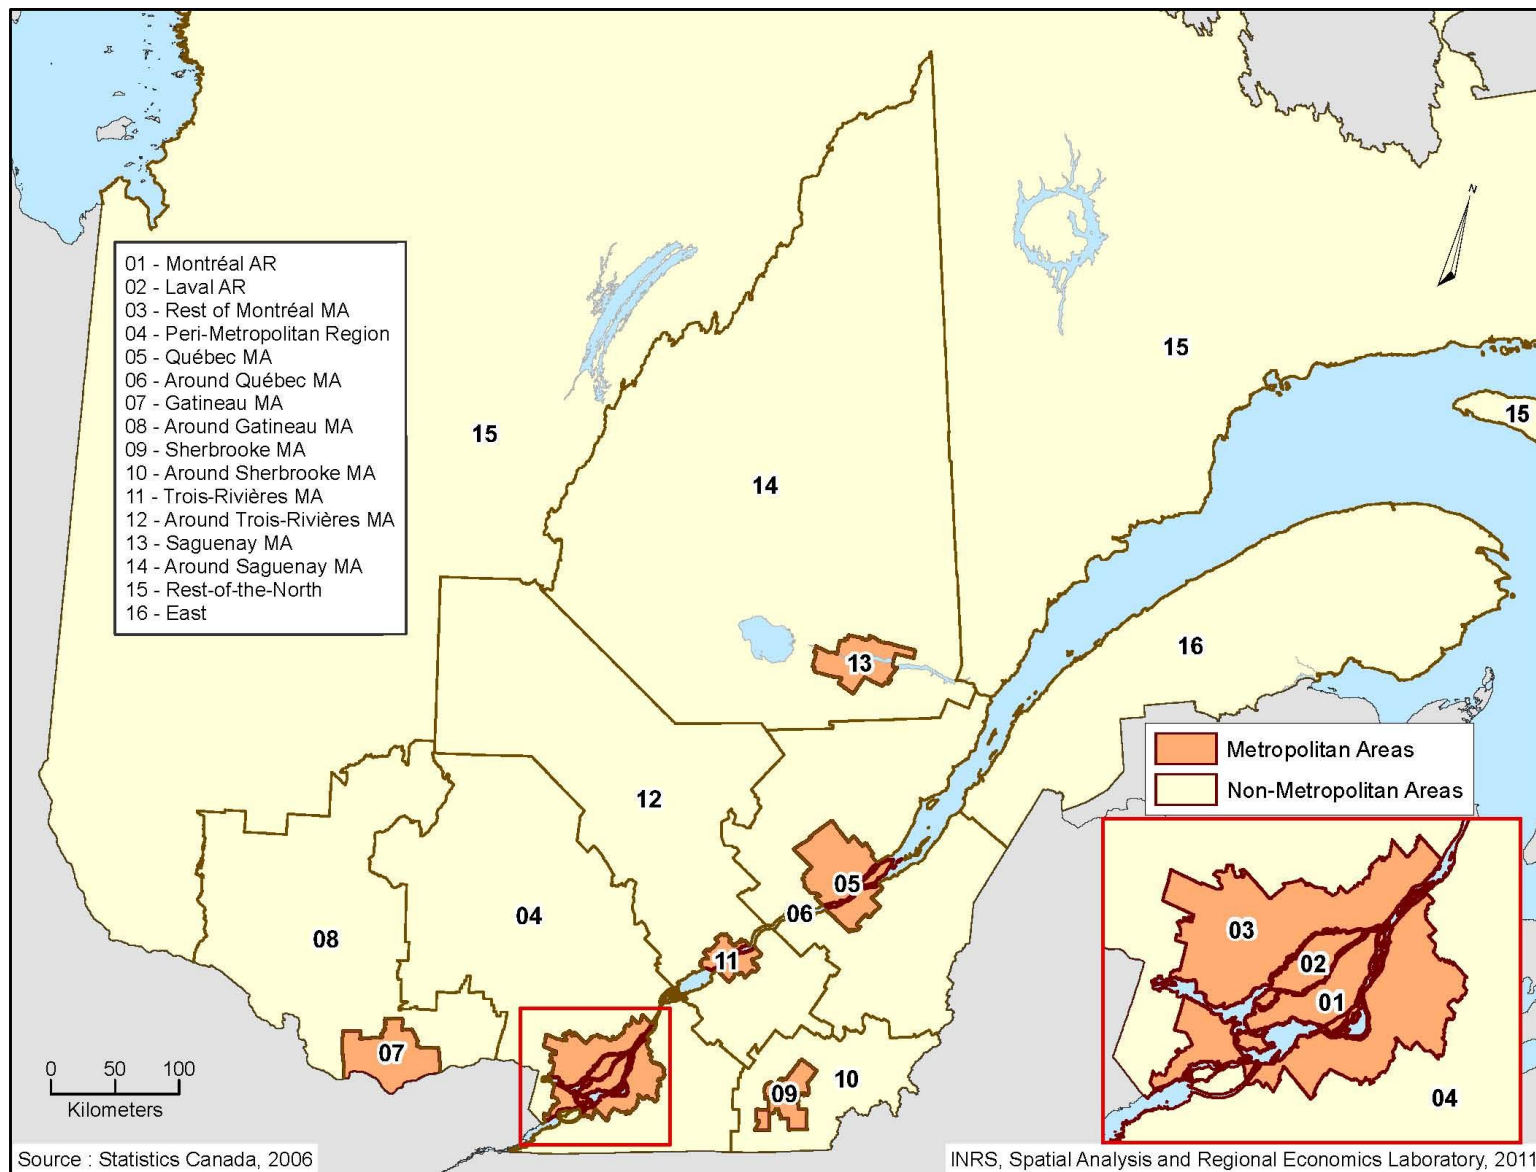 N
01 - Montréal AR
02 - Laval AR
03 - Rest of Montréal MA
04 - Peri-Metropolitan Region
05 - Québec MA
06 - Around Québec MA
07 - Gatineau MA
08 - Around Gatineau MA
09 - Sherbrooke MA
10 - Around Sherbrooke MA
11 - Trois-Rivières MA
12 - Around Trois-Rivières MA
13 - Saguenay MA
14 - Around Saguenay MA
15 - Rest-of-the-North
16 - East
15
15
15
14
13
16
12
Metropolitan Areas
Non-Metropolitan Areas
05
06
04
08
11
07
10
09
03
02
01
04
0 50 100
Kilometers
Source : Statistics Canada, 2006
INRS, Spatial Analysis and Regional Economics Laboratory, 2011